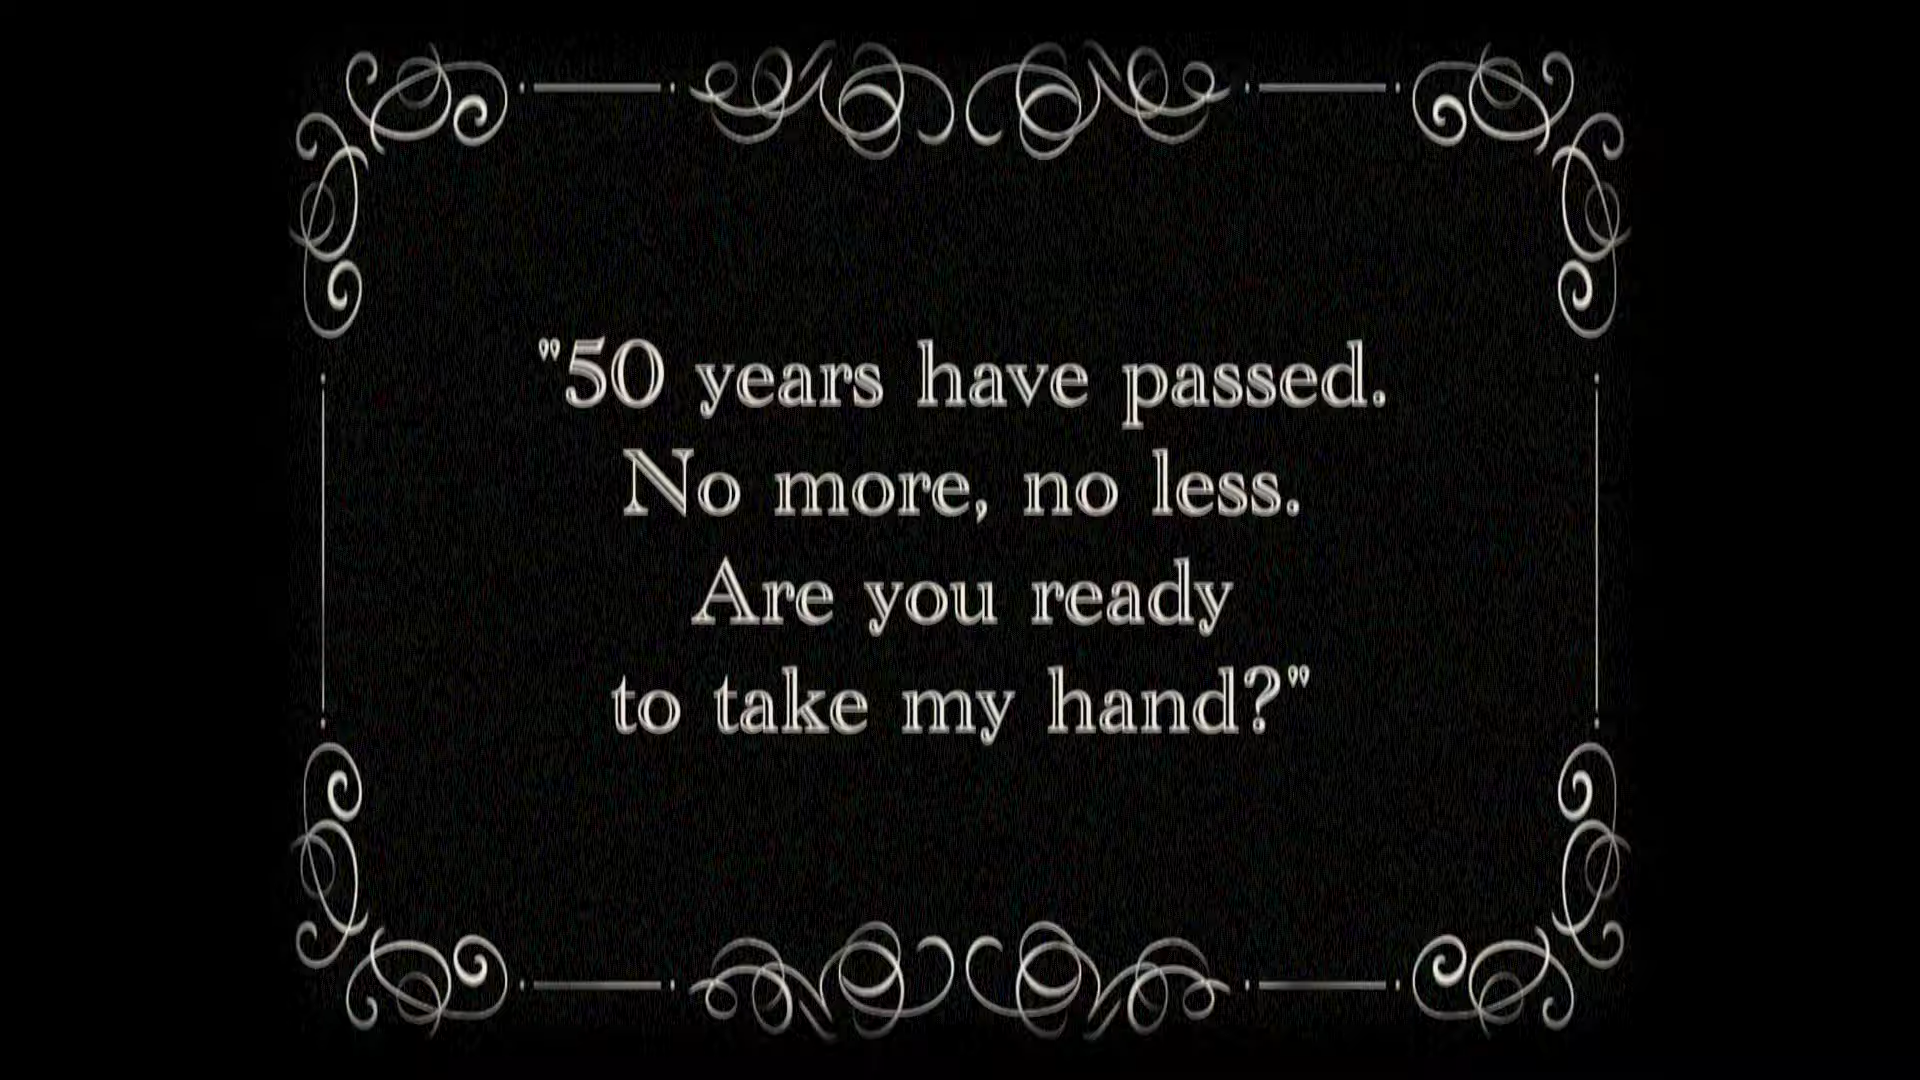 "50 years have passed.
No more, no less.
Are you ready
to take my hand?"